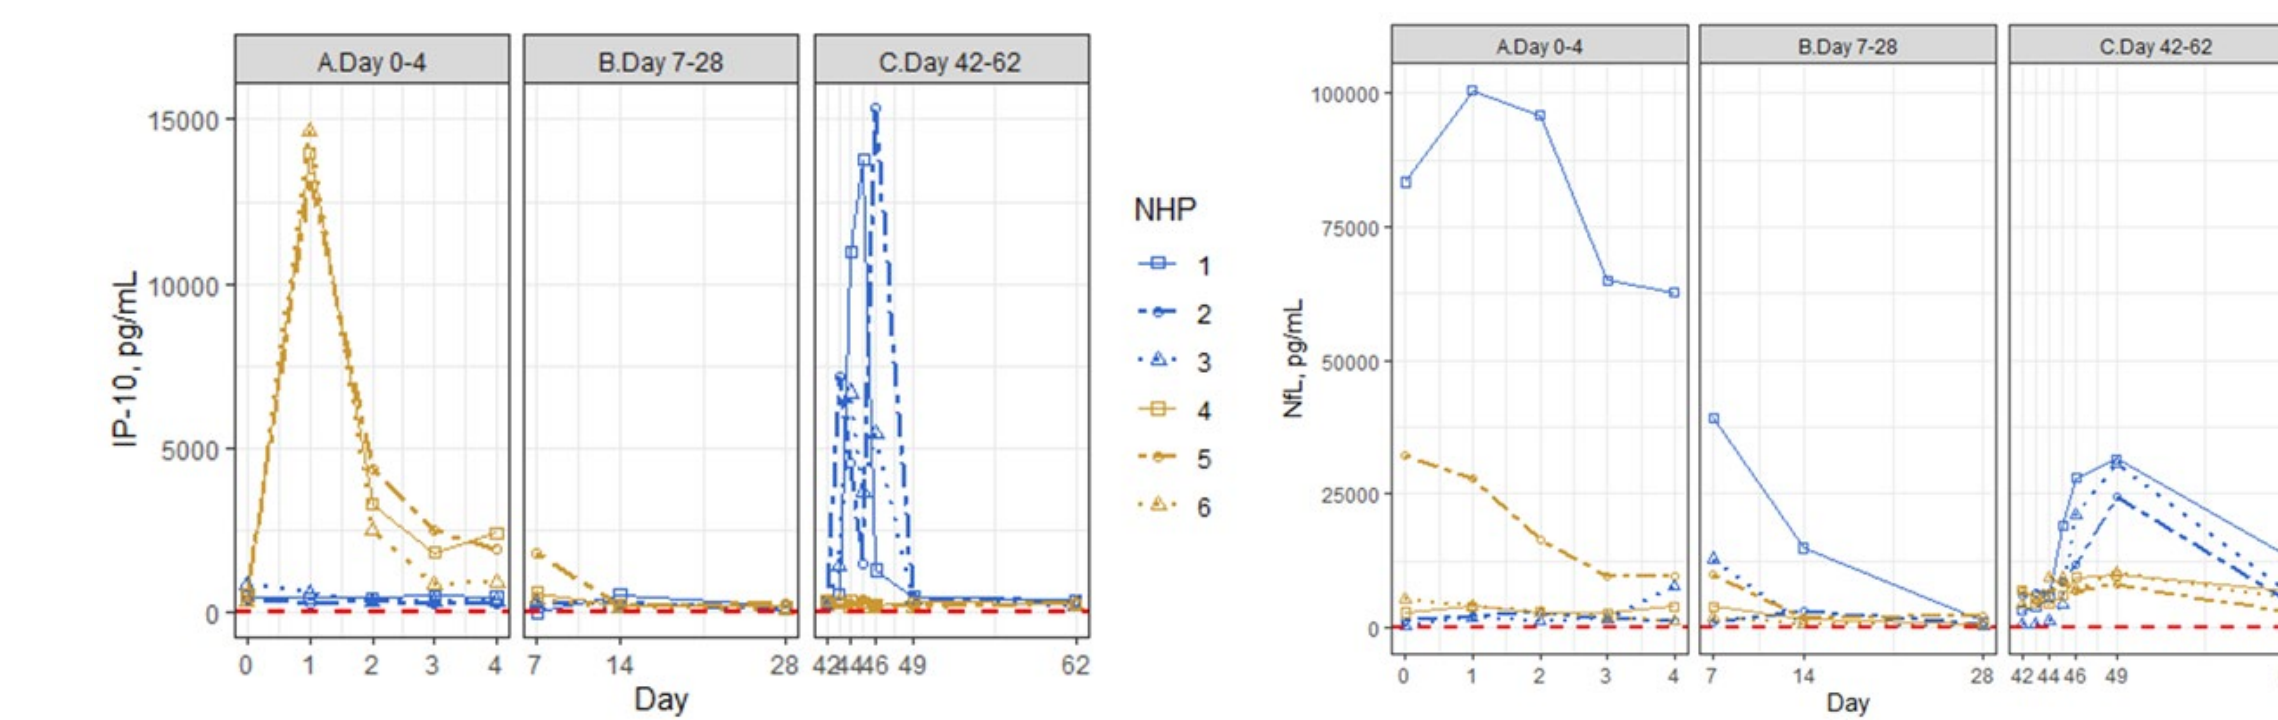 A.Day 0-4
B.Day 7-28
C.Day 42-62
IP-10, pg/mL
15000
10000
5000
0
0 1 2 3 4
7 14 28
42 44 46 49 62
Day
NHP
1
2
3
4
5
6
A.Day 0-4
B.Day 7-28
C.Day 42-62
NfL, pg/mL
100000
75000
50000
25000
0
0 1 2 3 4
7 14 28
42 44 46 49
Day